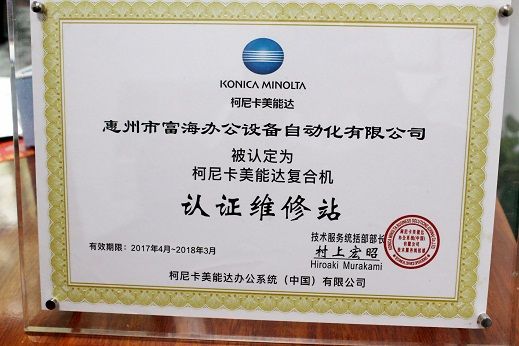 KONICA MINOLTA
柯尼卡美能达
惠州市富海办公设备自动化有限公司
被认定为
柯尼卡美能达复合机
认证维修站
技术服务统括部部长
有效期限：2017年4月~2018年3月
村上宏昭
Hiroaki Murakami
柯尼卡美能达办公系统（中国）有限公司